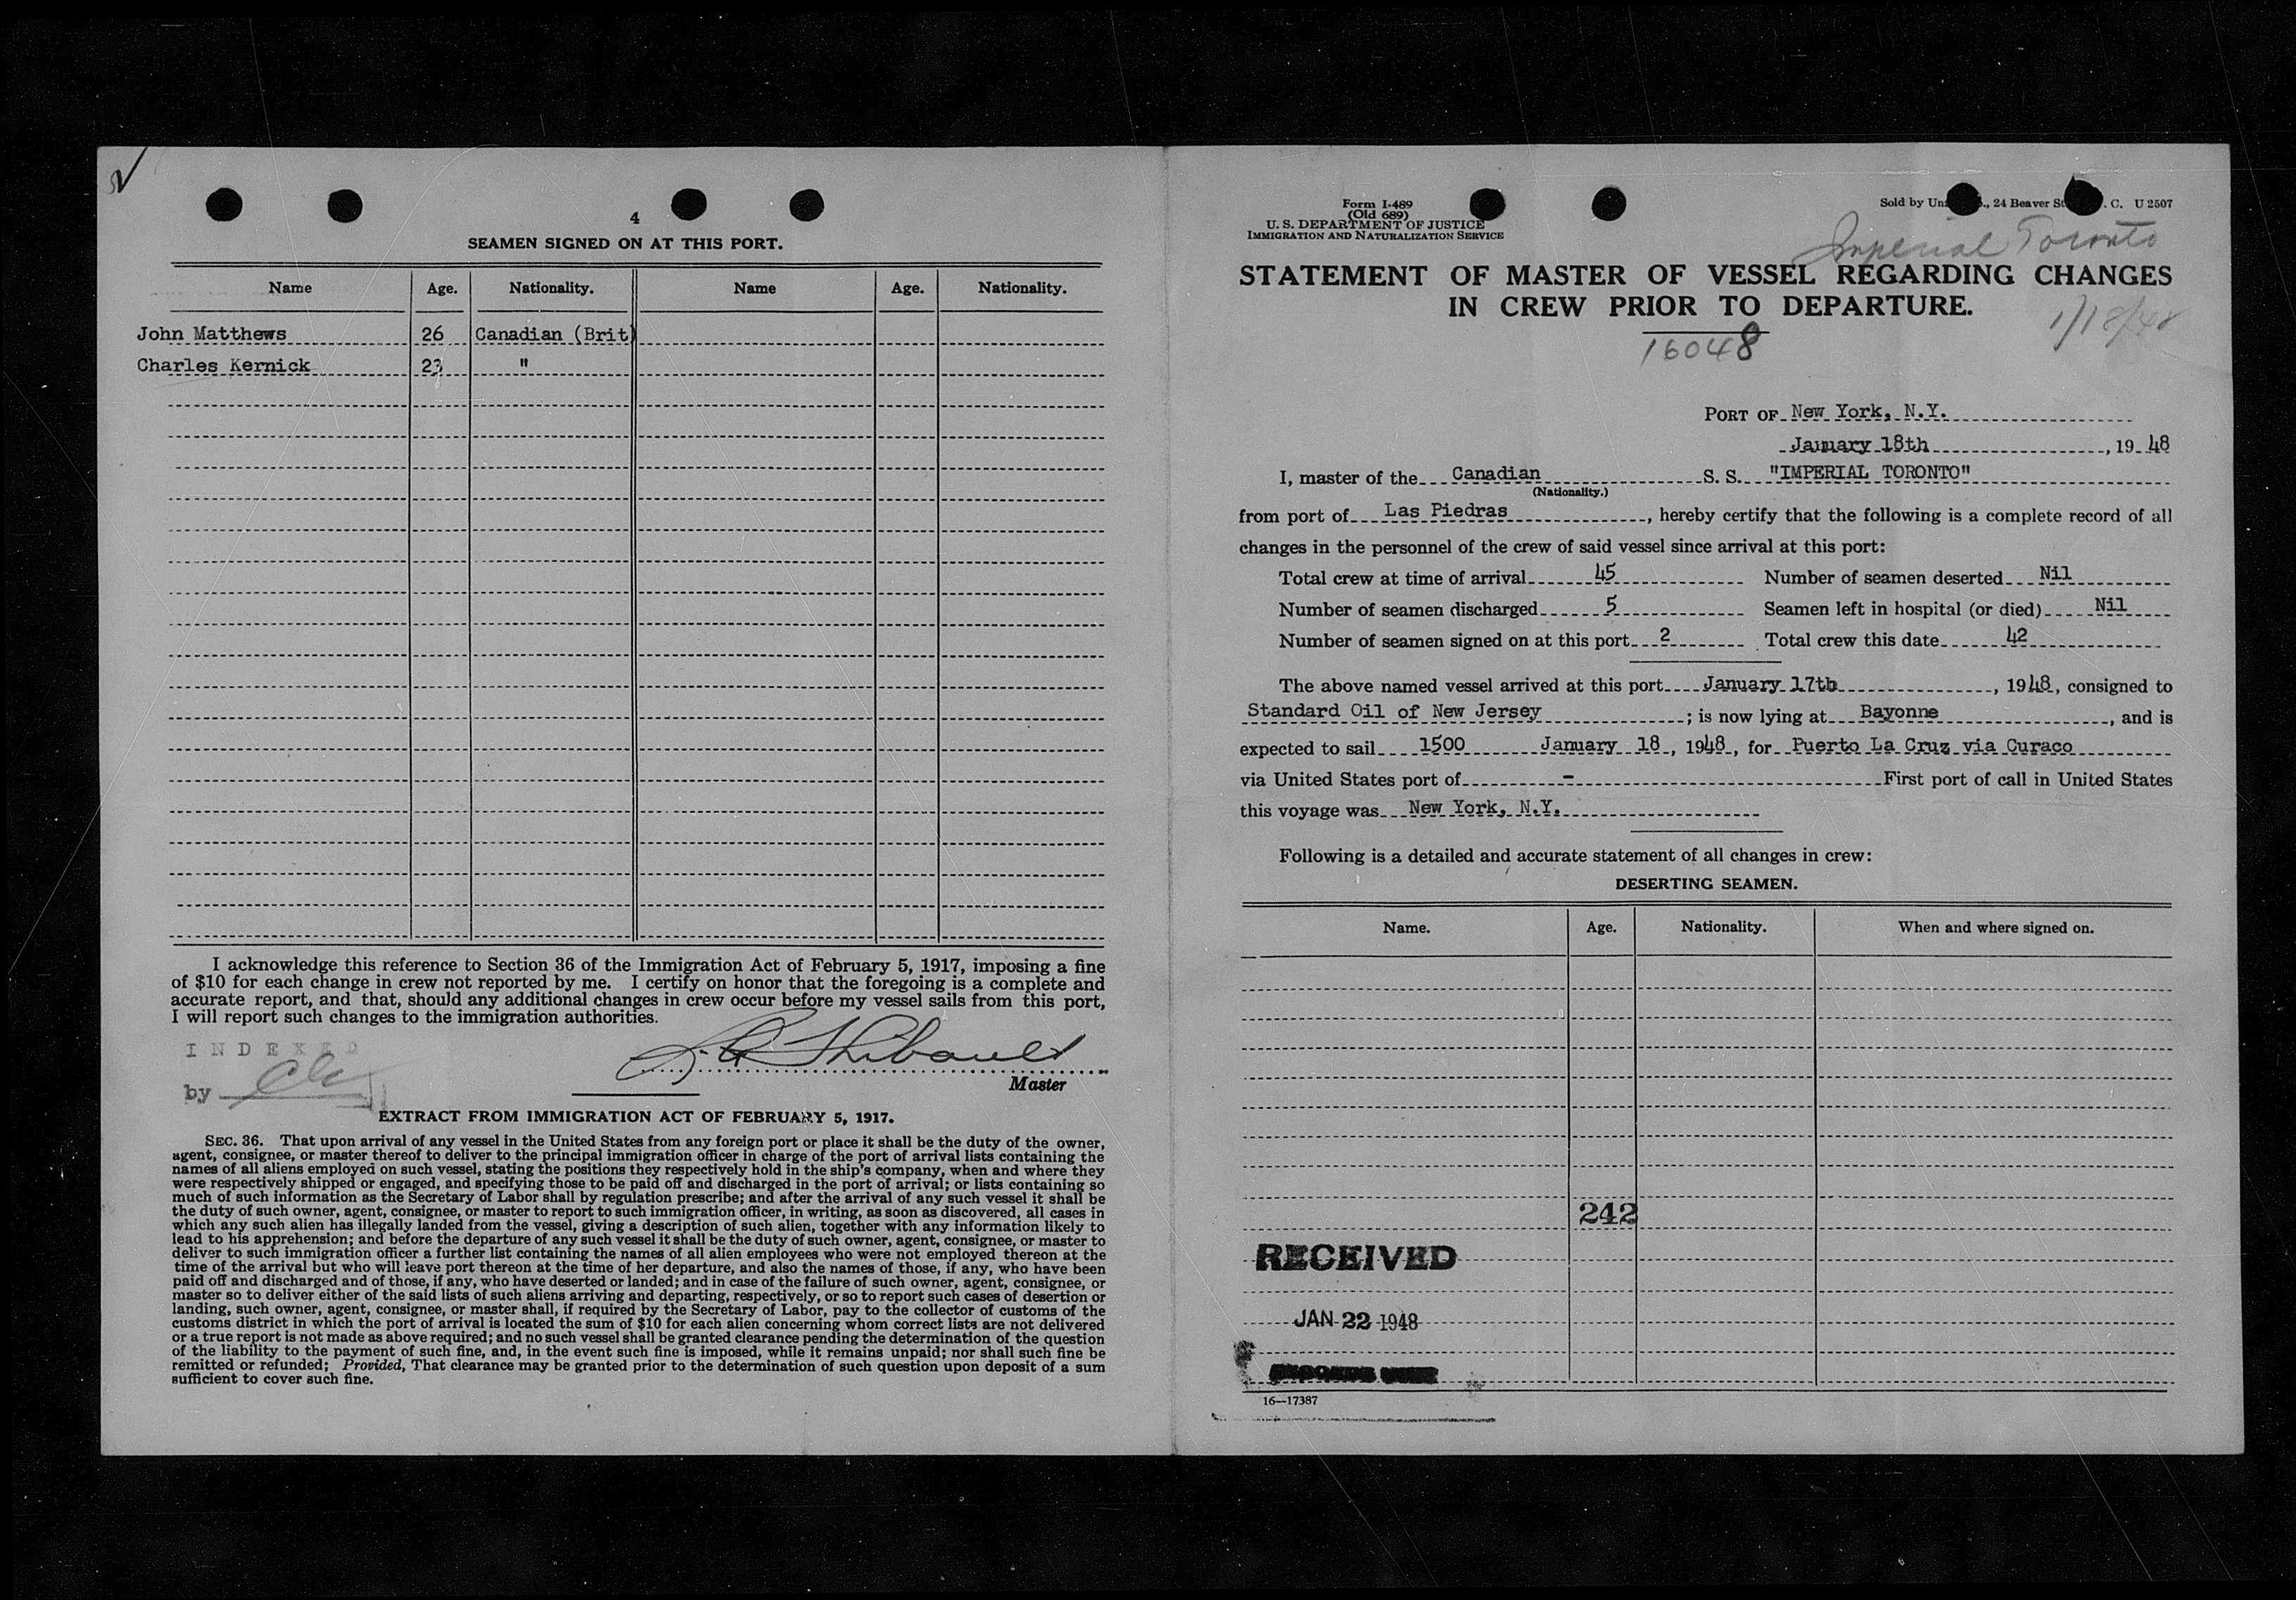 4
SEAMEN SIGNED ON AT THIS PORT.
Name Age. Nationality. Name Age. Nationality.
John Matthews 26 Canadian (Brit)
Charles Kernick 23 "
I acknowledge this reference to Section 36 of the Immigration Act of February 5, 1917, imposing a fine
of $10 for each change in crew not reported by me. I certify on honor that the foregoing is a complete and
accurate report, and that, should any additional changes in crew occur before my vessel sails from this port,
I will report such changes to the immigration authorities.
INDEXED
by
Thibault
Master
EXTRACT FROM IMMIGRATION ACT OF FEBRUARY 5, 1917.
SEC. 36. That upon arrival of any vessel in the United States from any foreign port or place it shall be the duty of the owner,
agent, consignee, or master thereof to deliver to the principal immigration officer in charge of the port of arrival lists containing the
names of all aliens employed on such vessel, stating the positions they respectively hold in the ship's company, when and where they
were respectively shipped or engaged, and specifying those to be paid off and discharged in the port of arrival; or lists containing so
much of such information as the Secretary of Labor shall by regulation prescribe; and after the arrival of any such vessel it shall be
the duty of such owner, agent, consignee, or master to report to such immigration officer, in writing, as soon as discovered, all cases in
which any such alien has illegally landed from the vessel, giving a description of such alien, together with any information likely to
lead to his apprehension; and before the departure of any such vessel it shall be the duty of such owner, agent, consignee, or master to
deliver to such immigration officer a further list containing the names of all alien employees who were not employed thereon at the
time of the arrival but who will leave port thereon at the time of her departure, and also the names of those, if any, who have been
paid off and discharged and of those, if any, who have deserted or landed; and in case of the failure of such owner, agent, consignee, or
master so to deliver either of the said lists of such aliens arriving and departing, respectively, or so to report such cases of desertion or
landing, such owner, agent, consignee, or master shall, if required by the Secretary of Labor, pay to the collector of customs of the
customs district in which the port of arrival is located the sum of $10 for each alien concerning whom correct lists are not delivered
or a true report is not made as above required; and no such vessel shall be granted clearance pending the determination of the question
of the liability to the payment of such fine, and, in the event such fine is imposed, while it remains unpaid; nor shall such fine be
remitted or refunded; Provided, That clearance may be granted prior to the determination of such question upon deposit of a sum
sufficient to cover such fine.
Form I-489
(Old 689)
U. S. DEPARTMENT OF JUSTICE
IMMIGRATION AND NATURALIZATION SERVICE
Sold by , 24 Beaver C. U 2507
Imperial Toronto
STATEMENT OF MASTER OF VESSEL REGARDING CHANGES
IN CREW PRIOR TO DEPARTURE.
1/18/48
16048
PORT OF New York, N.Y.
January 18th, 1948
I, master of the Canadian S. S. "IMPERIAL TORONTO"
(Nationality.)
from port of Las Piedras, hereby certify that the following is a complete record of all
changes in the personnel of the crew of said vessel since arrival at this port:
Total crew at time of arrival 45 Number of seamen deserted Nil
Number of seamen discharged 5 Seamen left in hospital (or died) Nil
Number of seamen signed on at this port 2 Total crew this date 42
The above named vessel arrived at this port January 17th, 1948, consigned to
Standard Oil of New Jersey; is now lying at Bayonne, and is
expected to sail 1500 January 18, 1948, for Puerto La Cruz via Curaco
via United States port of - First port of call in United States
this voyage was New York, N.Y.
Following is a detailed and accurate statement of all changes in crew:
DESERTING SEAMEN.
Name. Age. Nationality. When and where signed on.
242
RECEIVED
JAN 22 1948
16—17387